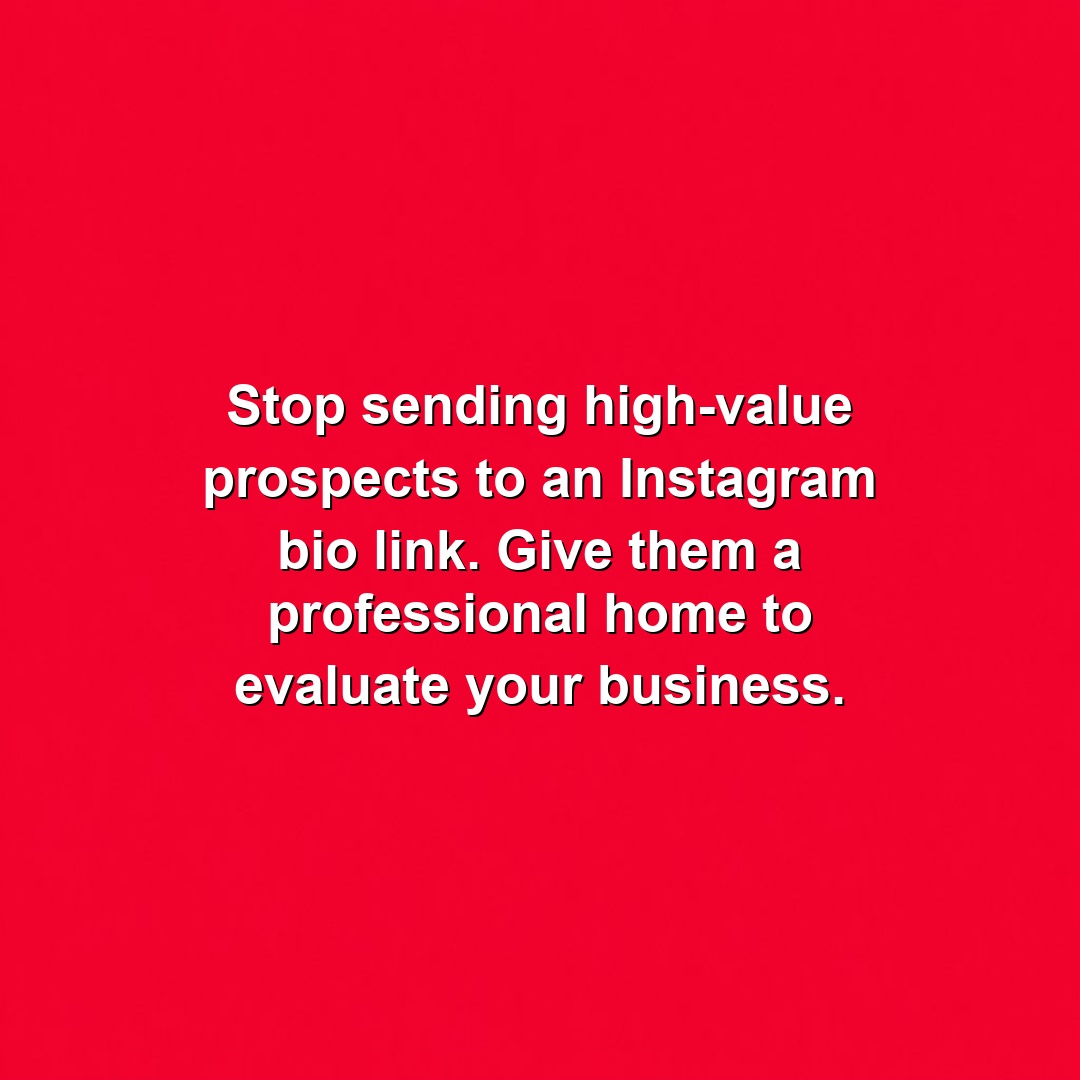 Stop sending high-value
prospects to an Instagram
bio link. Give them a
professional home to
evaluate your business.